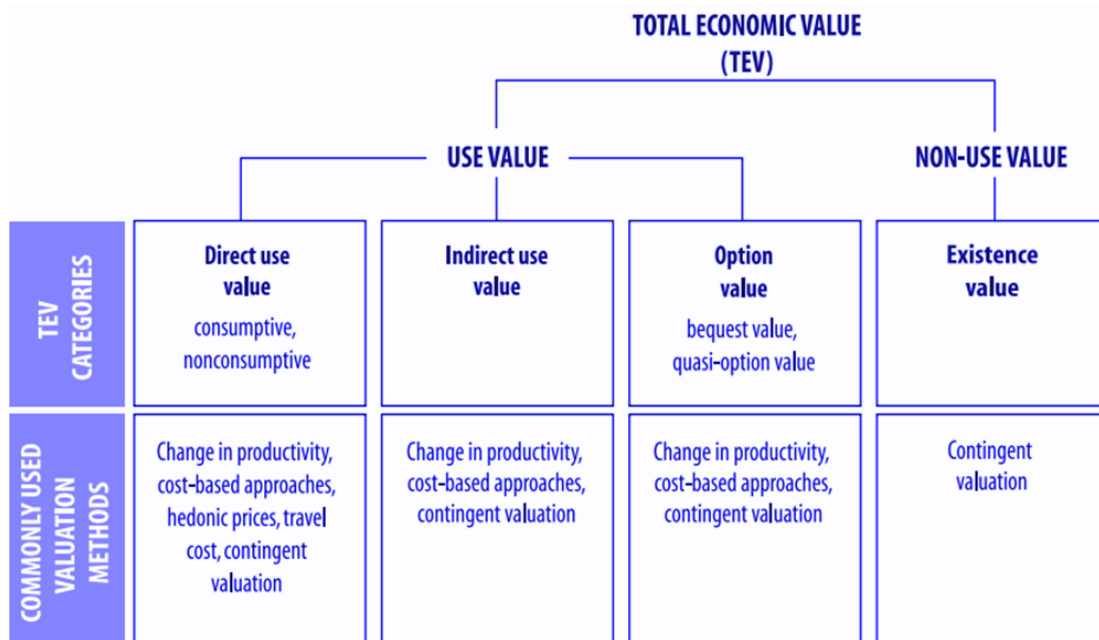 TOTAL ECONOMIC VALUE
(TEV)
USE VALUE
NON-USE VALUE
TEV
CATEGORIES
Direct use
value
consumptive,
nonconsumptive
Indirect use
value
Option
value
bequest value,
quasi-option value
Existence
value
COMMONLY USED
VALUATION
METHODS
Change in productivity,
cost-based approaches,
hedonic prices, travel
cost, contingent
valuation
Change in productivity,
cost-based approaches,
contingent valuation
Change in productivity,
cost-based approaches,
contingent valuation
Contingent
valuation